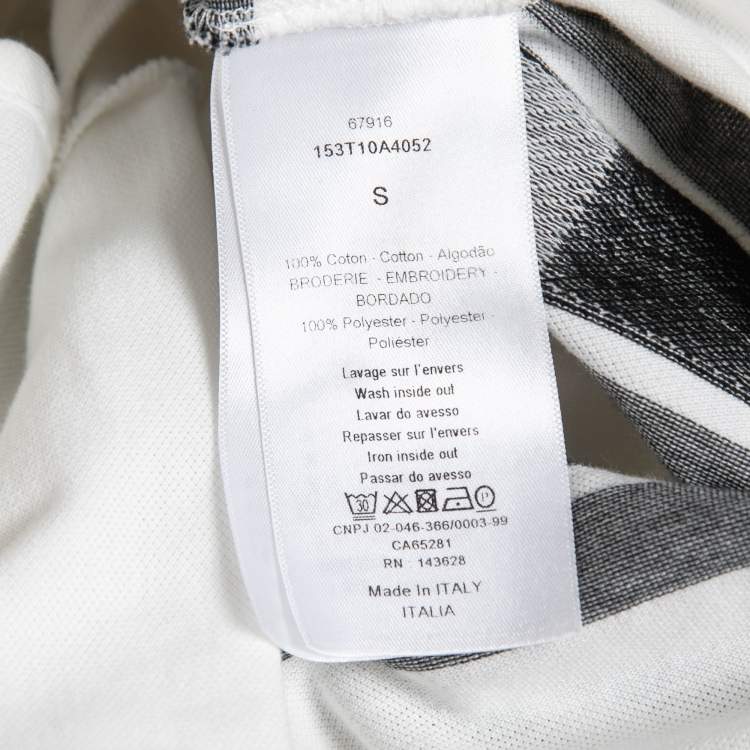 67916
153T10A4052
S
100% Coton - Cotton - Algodão
BRODERIE - EMBROIDERY -
BORDADO
100% Polyester - Polyester -
Poliéster
Lavage sur l'envers
Wash inside out
Lavar do avesso
Repasser sur l'envers
Iron inside out
Passar do avesso
30 P
CNPJ 02-046-366/0003-99
CA65281
RN : 143628
Made In ITALY
ITALIA